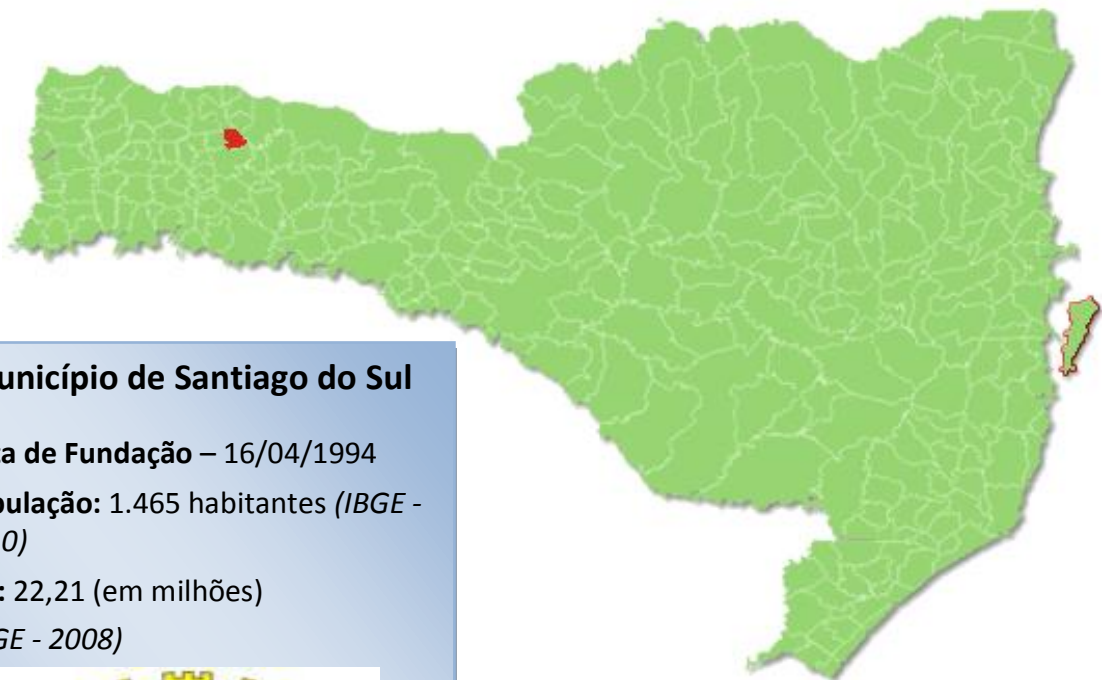 unicípio de Santiago do Sul
ta de Fundação – 16/04/1994
pulação: 1.465 habitantes (IBGE -
0)
: 22,21 (em milhões)
GE - 2008)